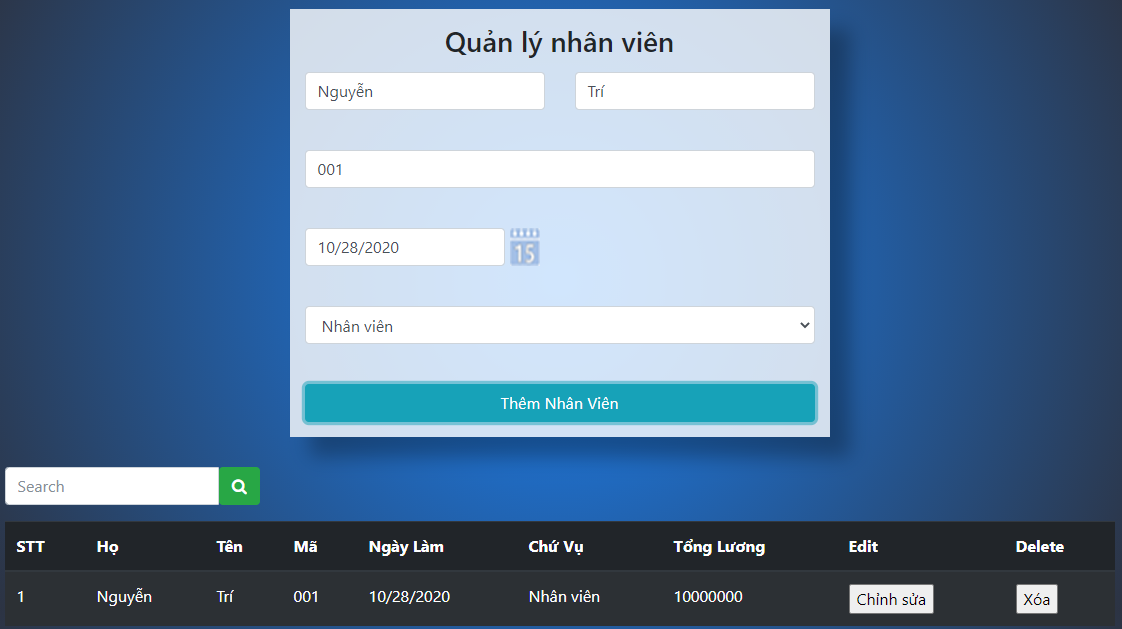 Quản lý nhân viên
Nguyễn Trí
001
10/28/2020 15
Nhân viên
Thêm Nhân Viên
Search
STT Họ Tên Mã Ngày Làm Chứ Vụ Tổng Lương Edit Delete
1 Nguyễn Trí 001 10/28/2020 Nhân viên 10000000 Chỉnh sửa Xóa